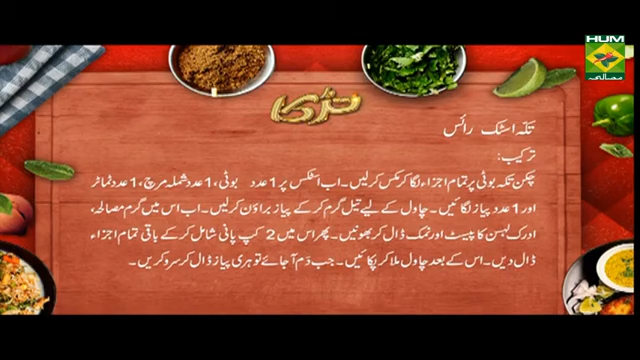 HUM
مصالحہ
تڑکا
تکہ اسٹک رائس
ترکیب:
چکن تکہ بوٹی پر تمام اجزاء لگا کر مکس کرلیں۔ اب اسٹکس پر 1 عدد بوٹی، 1 عدد شملہ مرچ، 1 عدد ٹماٹر
اور 1 عدد پیاز لگائیں۔ چاول کے لیے تیل گرم کر کے پیاز براؤن کرلیں۔ اب اس میں گرم مصالحہ،
ادرک لہسن کا پیسٹ اور نمک ڈال کر بھونیں۔ پھر اس میں 2 کپ پانی شامل کر کے باقی تمام اجزاء
ڈال دیں۔ اس کے بعد چاول ملا کر پکائیں۔ جب دَم آجائے تو ہری پیاز ڈال کر سرو کریں۔